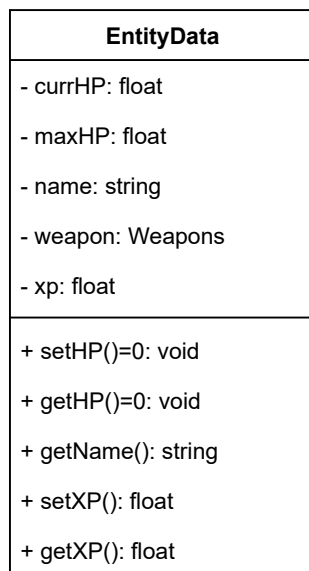 EntityData
- currHP: float
- maxHP: float
- name: string
- weapon: Weapons
- xp: float
+ setHP()=0: void
+ getHP()=0: void
+ getName(): string
+ setXP(): float
+ getXP(): float